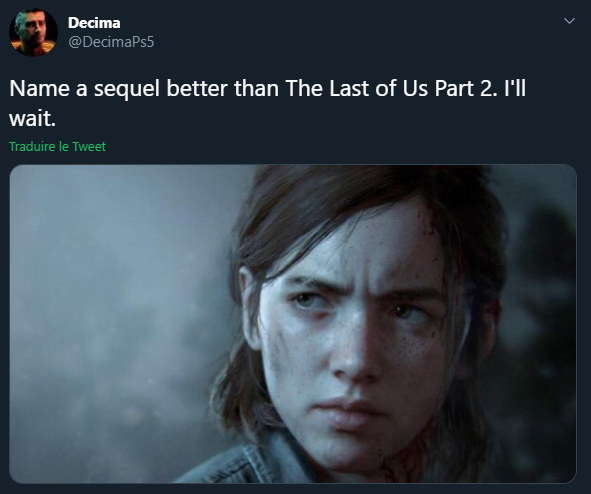 Decima
@DecimaPs5
Name a sequel better than The Last of Us Part 2. I'll
wait.
Traduire le Tweet